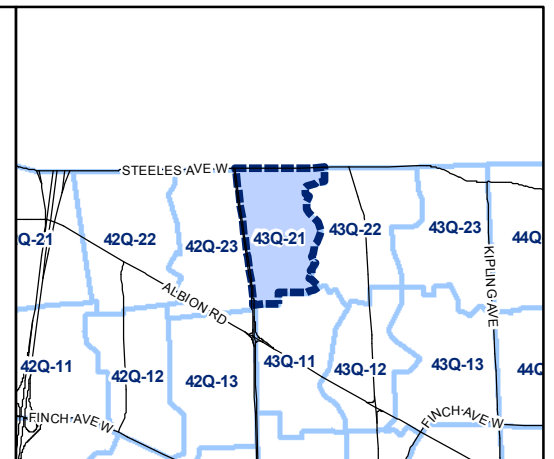 STEELES AVE W
Q-21
42Q-22
42Q-23
43Q-21
43Q-22
43Q-23
44Q
KIPLING AVE
ALBION RD
42Q-11
42Q-12
42Q-13
43Q-11
43Q-12
43Q-13
44Q
FINCH AVE W
FINCH AVE W